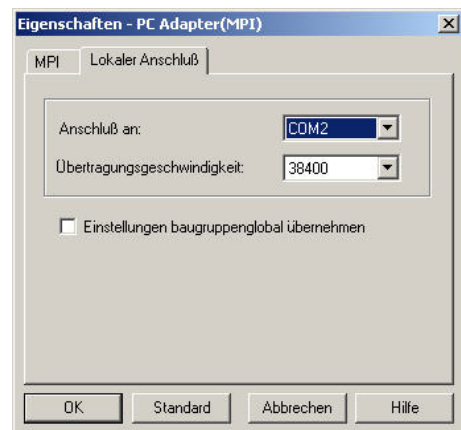 Eigenschaften - PC Adapter(MPI)
MPI Lokaler Anschluß
Anschluß an: COM2
Übertragungsgeschwindigkeit: 38400
Einstellungen baugruppenglobal übernehmen
OK Standard Abbrechen Hilfe